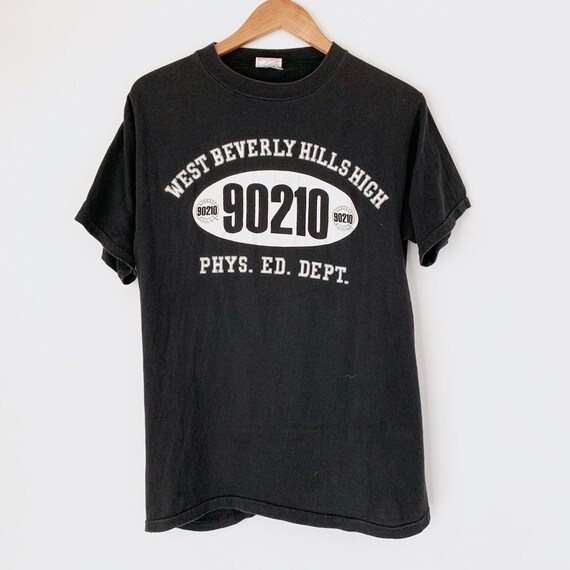 WEST BEVERLY HILLS HIGH
90210 90210 90210
PHYS. ED. DEPT.